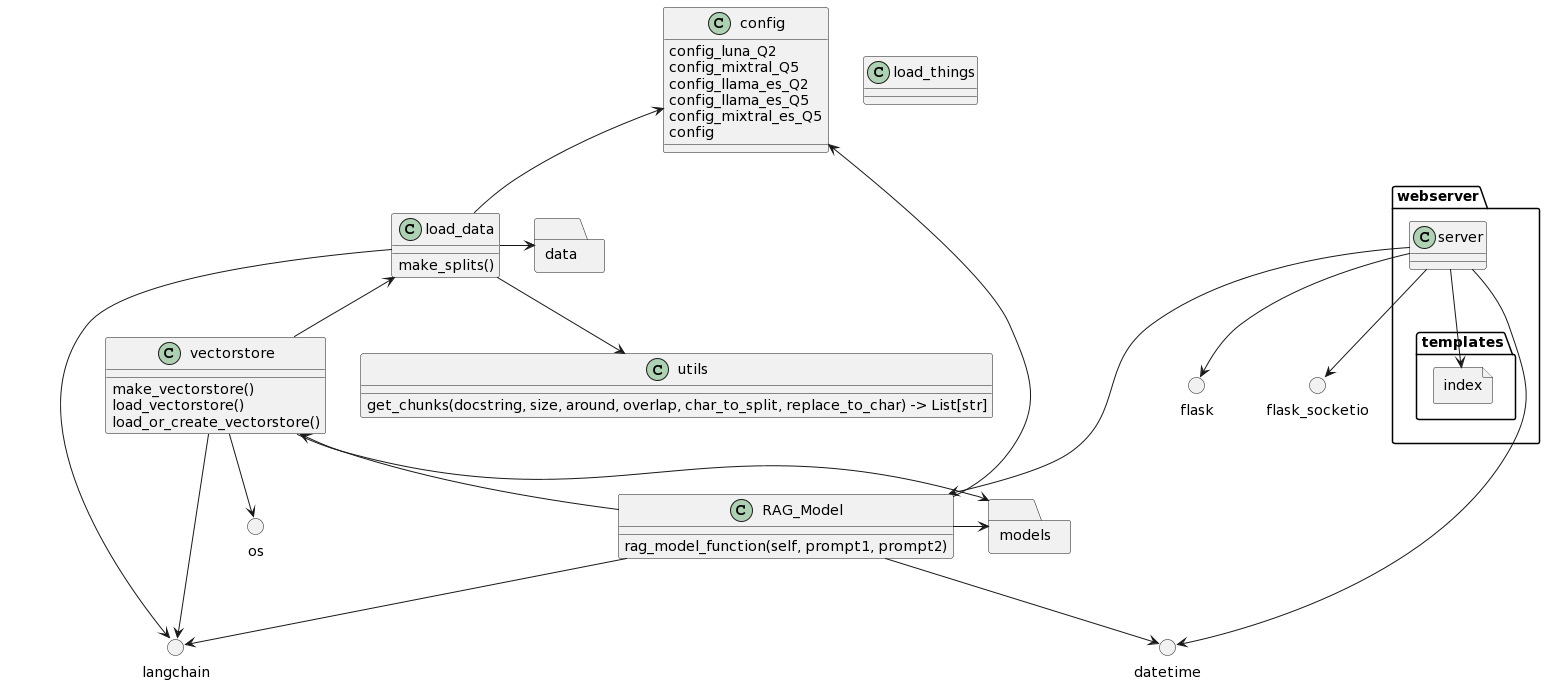 C config
config_luna_Q2
config_mixtral_Q5
config_llama_es_Q2
config_llama_es_Q5
config_mixtral_es_Q5
config
C load_things
webserver
C load_data
make_splits()
data
C server
C vectorstore
make_vectorstore()
load_vectorstore()
load_or_create_vectorstore()
C utils
get_chunks(docstring, size, around, overlap, char_to_split, replace_to_char) -> List[str]
flask
flask_socketio
templates
index
os
C RAG_Model
rag_model_function(self, prompt1, prompt2)
models
langchain
datetime